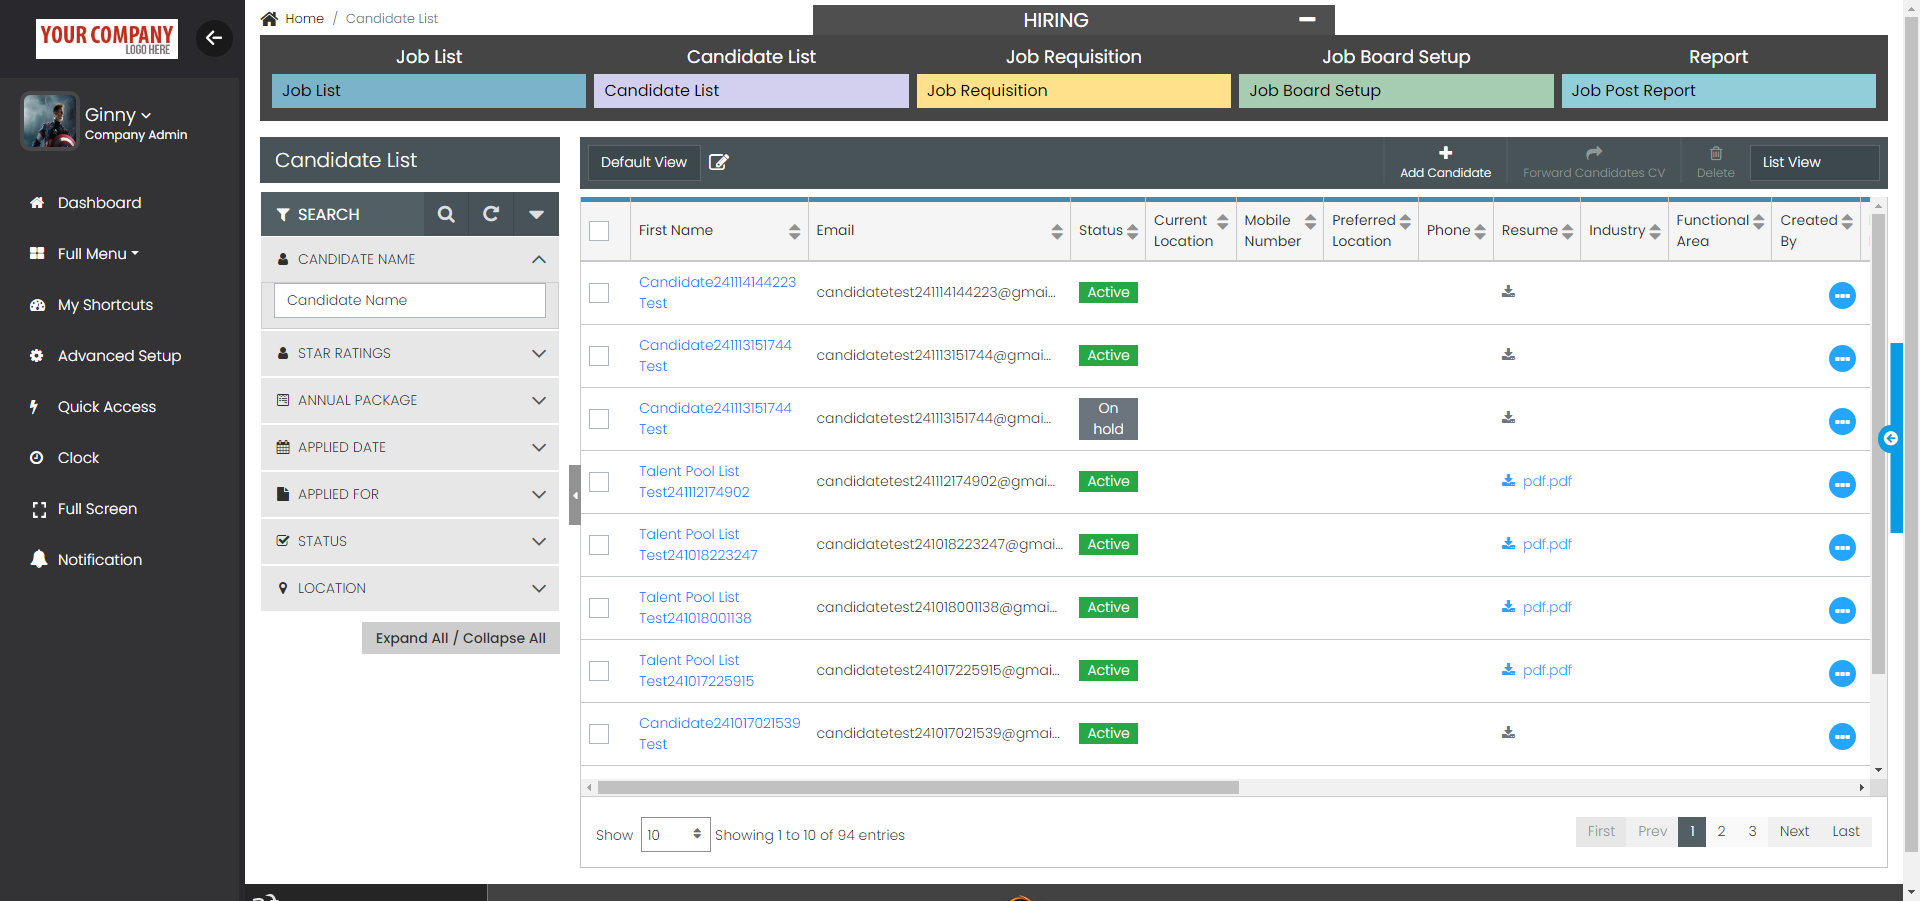 YOUR COMPANY
LOGO HERE
Ginny
Company Admin
Dashboard
Full Menu
My Shortcuts
Advanced Setup
Quick Access
Clock
Full Screen
Notification
Home / Candidate List
HIRING
Job List
Candidate List
Job Requisition
Job Board Setup
Report
Job List
Candidate List
Job Requisition
Job Board Setup
Job Post Report
Candidate List
SEARCH
CANDIDATE NAME
Candidate Name
STAR RATINGS
ANNUAL PACKAGE
APPLIED DATE
APPLIED FOR
STATUS
LOCATION
Expand All / Collapse All
Default View
Add Candidate
Forward Candidates CV
Delete
List View
First Name
Email
Status
Current
Location
Mobile
Number
Preferred
Location
Phone
Resume
Industry
Functional
Area
Created
By
Candidate241114144223
Test
candidatetest241114144223@gmai...
Active
Candidate241113151744
Test
candidatetest241113151744@gmai...
Active
Candidate241113151744
Test
candidatetest241113151744@gmai...
On
hold
Talent Pool List
Test241112174902
candidatetest241112174902@gmai...
Active
pdf.pdf
Talent Pool List
Test241018223247
candidatetest241018223247@gmai...
Active
pdf.pdf
Talent Pool List
Test241018001138
candidatetest241018001138@gmai...
Active
pdf.pdf
Talent Pool List
Test241017225915
candidatetest241017225915@gmai...
Active
pdf.pdf
Candidate241017021539
Test
candidatetest241017021539@gmai...
Active
Show 10 Showing 1 to 10 of 94 entries
First Prev 1 2 3 Next Last